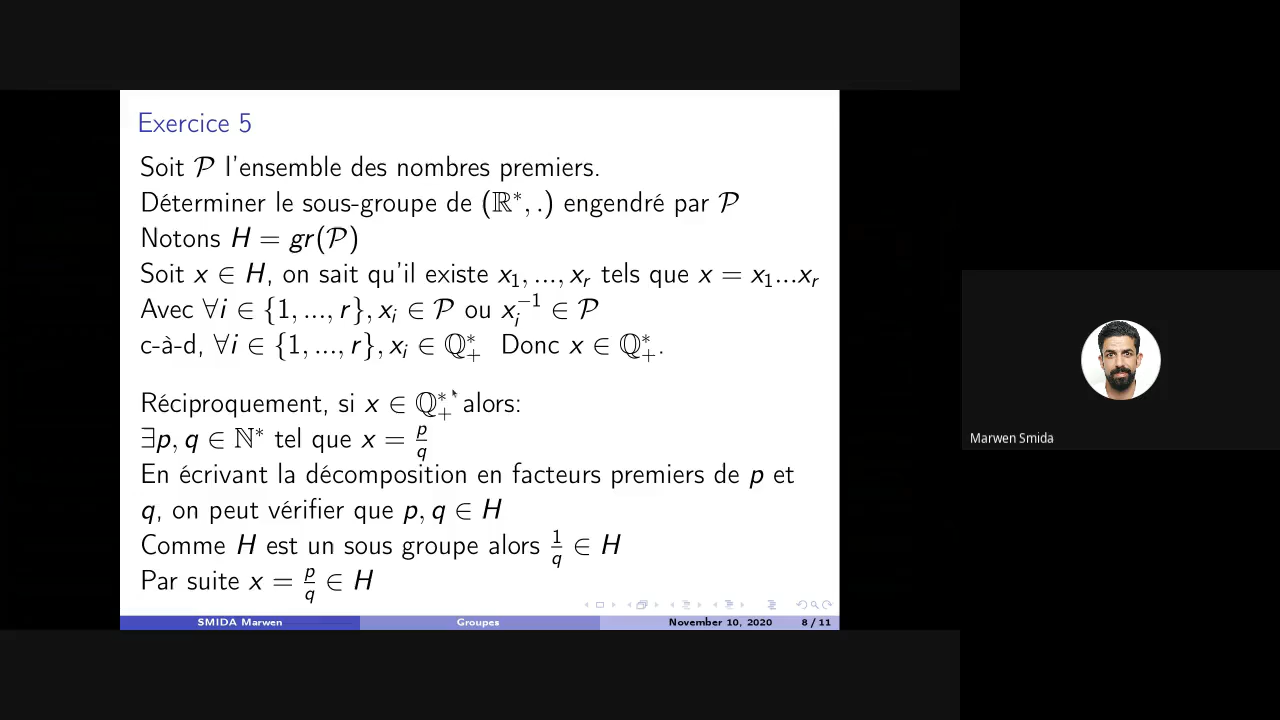 Exercice 5
Soit 𝒫 l'ensemble des nombres premiers.
Déterminer le sous-groupe de (ℝ*, .) engendré par 𝒫
Notons H = gr(𝒫)
Soit x ∈ H, on sait qu'il existe x₁, ..., xᵣ tels que x = x₁...xᵣ
Avec ∀i ∈ {1, ..., r}, xᵢ ∈ 𝒫 ou xᵢ⁻¹ ∈ 𝒫
c-à-d, ∀i ∈ {1, ..., r}, xᵢ ∈ ℚ₊* Donc x ∈ ℚ₊*.
Réciproquement, si x ∈ ℚ₊* alors:
∃p, q ∈ ℕ* tel que x = p/q
En écrivant la décomposition en facteurs premiers de p et
q, on peut vérifier que p, q ∈ H
Comme H est un sous groupe alors 1/q ∈ H
Par suite x = p/q ∈ H
SMIDA Marwen Groupes November 10, 2020 8 / 11
Marwen Smida